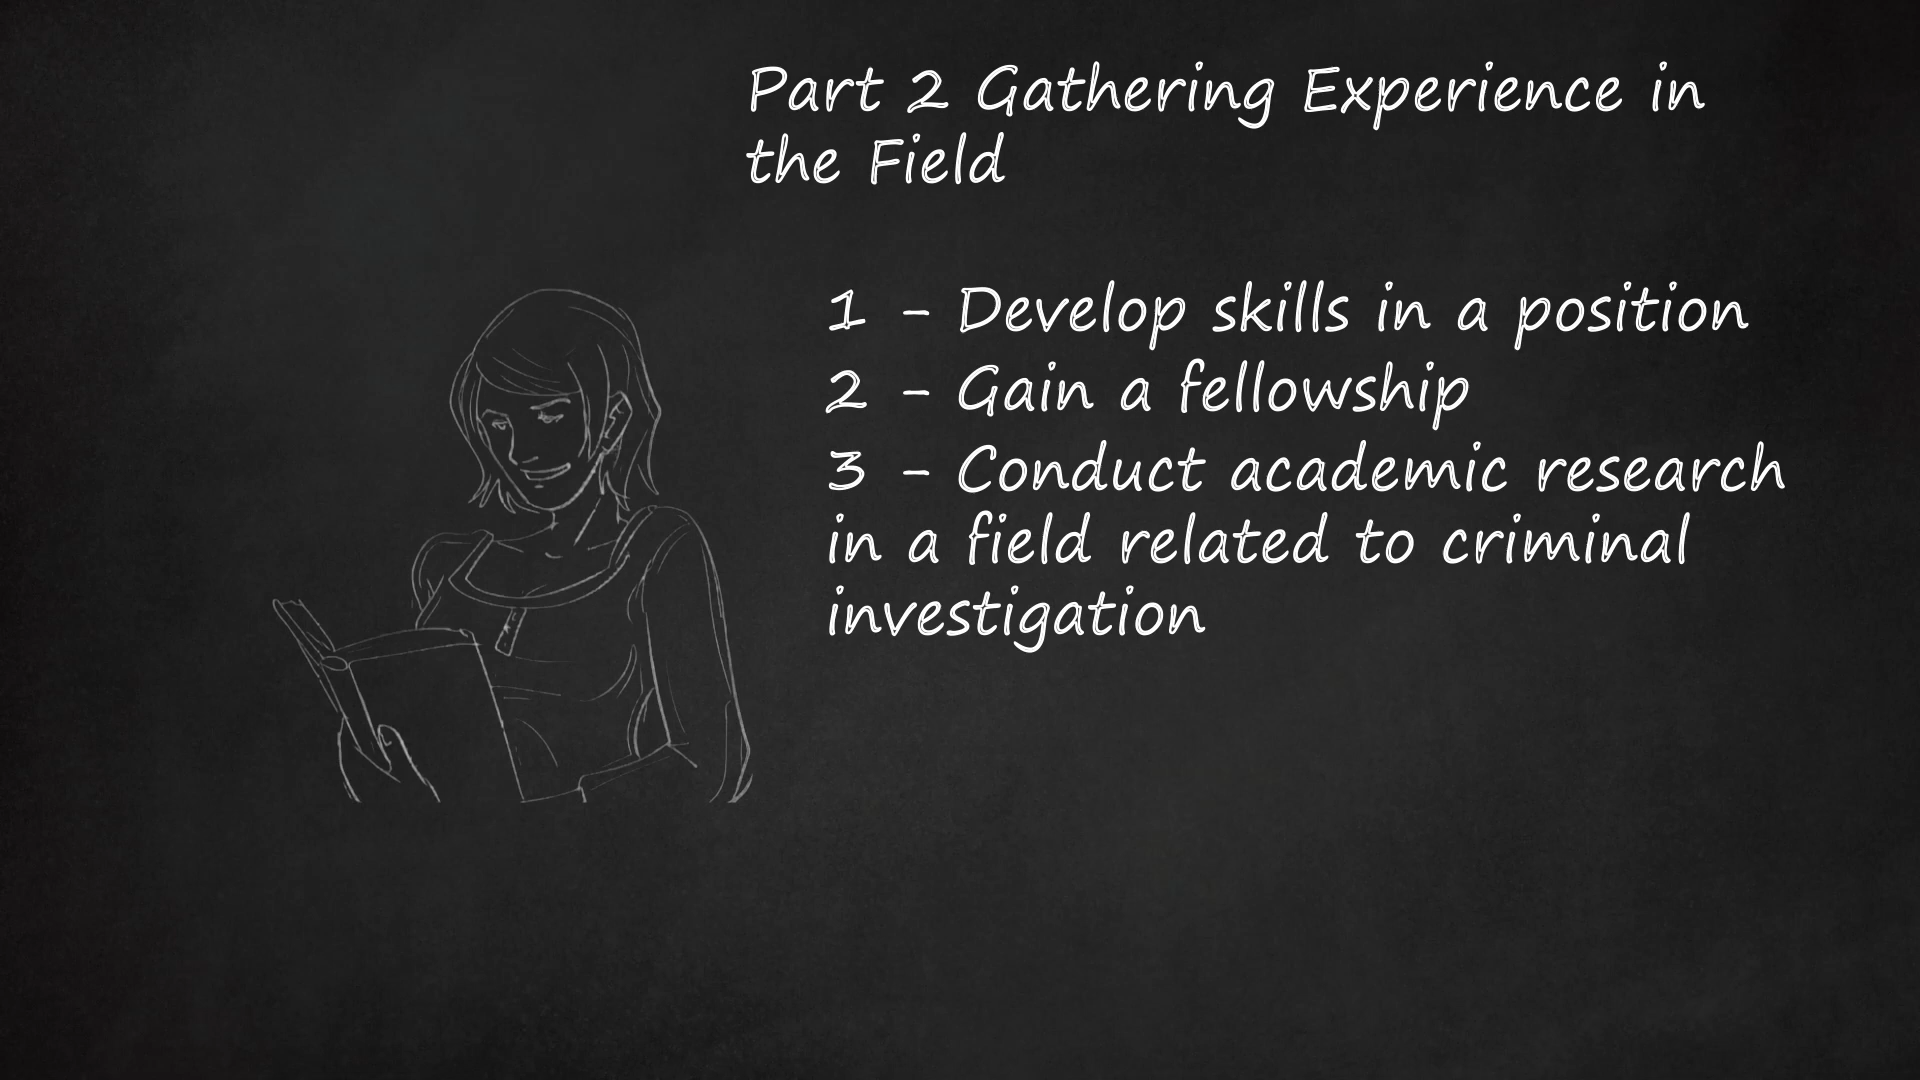 Part 2 Gathering Experience in
the Field
1 - Develop skills in a position
2 - Gain a fellowship
3 - Conduct academic research
in a field related to criminal
investigation